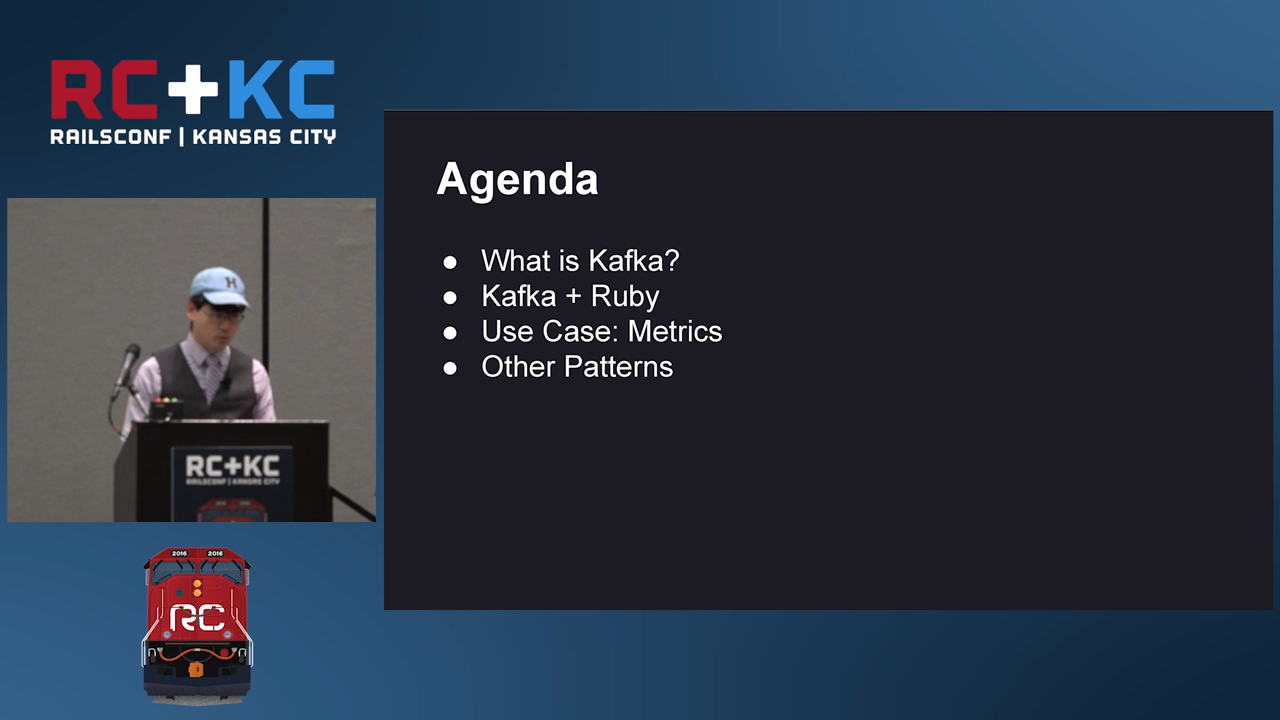 RC+KC
RAILSCONF | KANSAS CITY
Agenda
● What is Kafka?
● Kafka + Ruby
● Use Case: Metrics
● Other Patterns
H
RC+KC
RAILSCONF | KANSAS CITY
2016 2016
RC